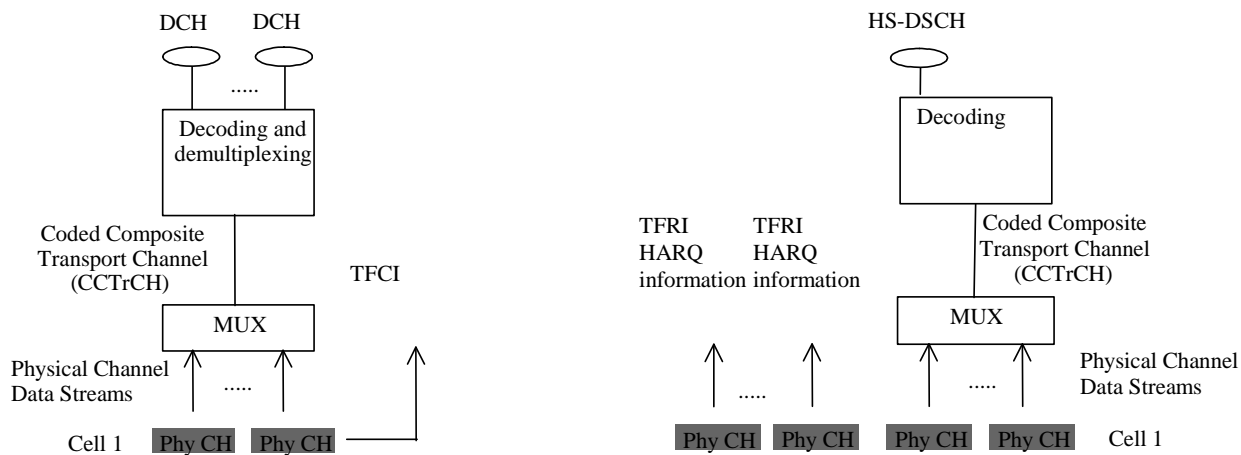 DCH DCH
.....
Decoding and
demultiplexing
Coded Composite
Transport Channel
(CCTrCH)
TFCI
MUX
Physical Channel
Data Streams
.....
Cell 1 Phy CH Phy CH
HS-DSCH
Decoding
TFRI
HARQ
information
TFRI
HARQ
information
Coded Composite
Transport Channel
(CCTrCH)
MUX
Physical Channel
Data Streams
.....
.....
Phy CH Phy CH Phy CH Phy CH Cell 1